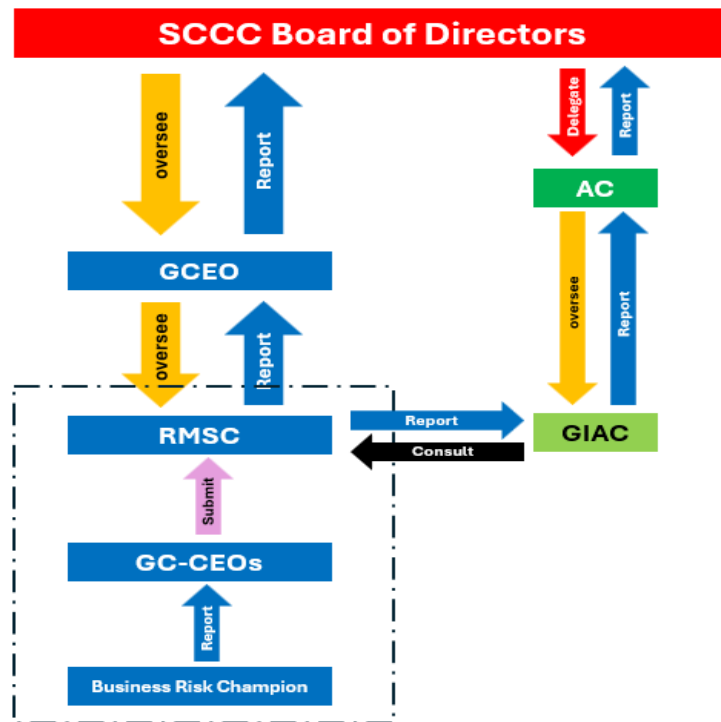 SCCC Board of Directors
oversee
Report
Delegate
Report
AC
GCEO
oversee
Report
oversee
Report
RMSC
Report
Consult
GIAC
Submit
GC-CEOs
Report
Business Risk Champion